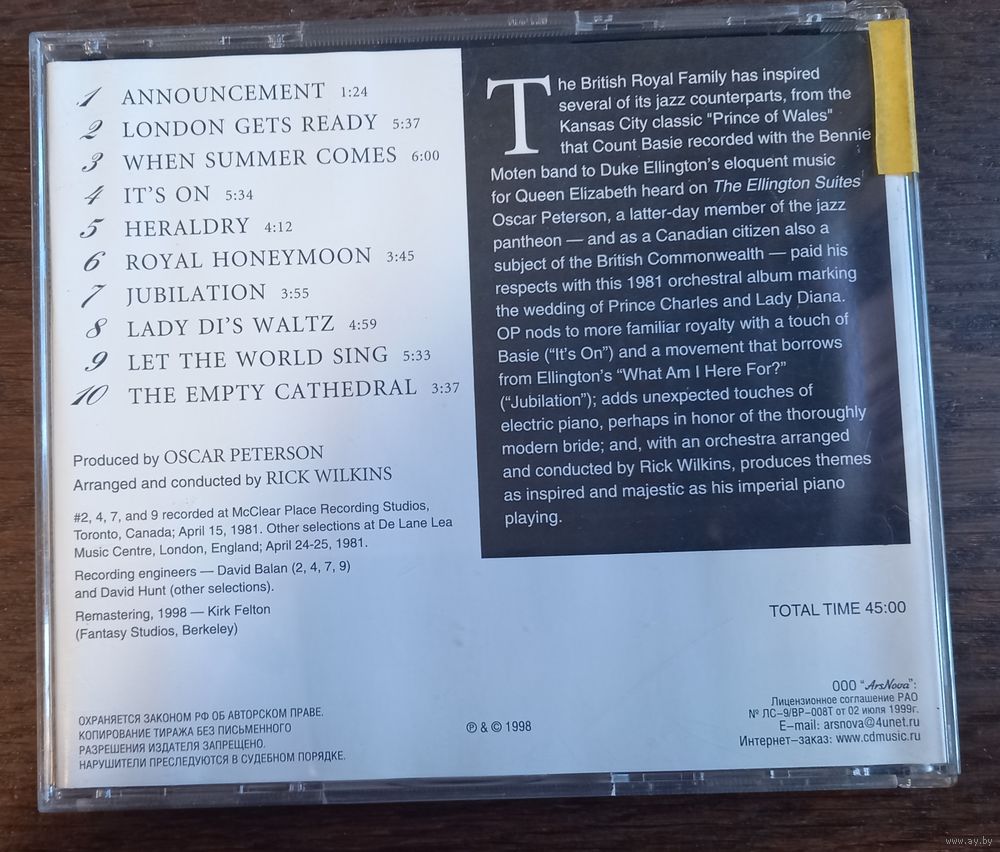 1 ANNOUNCEMENT 1:24
2 LONDON GETS READY 5:37
3 WHEN SUMMER COMES 6:00
4 IT'S ON 5:34
5 HERALDRY 4:12
6 ROYAL HONEYMOON 3:45
7 JUBILATION 3:55
8 LADY DI'S WALTZ 4:59
9 LET THE WORLD SING 5:33
10 THE EMPTY CATHEDRAL 3:37
Produced by OSCAR PETERSON
Arranged and conducted by RICK WILKINS
#2, 4, 7, and 9 recorded at McClear Place Recording Studios,
Toronto, Canada; April 15, 1981. Other selections at De Lane Lea
Music Centre, London, England; April 24-25, 1981.
Recording engineers — David Balan (2, 4, 7, 9)
and David Hunt (other selections).
Remastering, 1998 — Kirk Felton
(Fantasy Studios, Berkeley)
The British Royal Family has inspired
several of its jazz counterparts, from the
Kansas City classic "Prince of Wales"
that Count Basie recorded with the Bennie
Moten band to Duke Ellington's eloquent music
for Queen Elizabeth heard on The Ellington Suites
Oscar Peterson, a latter-day member of the jazz
pantheon — and as a Canadian citizen also a
subject of the British Commonwealth — paid his
respects with this 1981 orchestral album marking
the wedding of Prince Charles and Lady Diana.
OP nods to more familiar royalty with a touch of
Basie ("It's On") and a movement that borrows
from Ellington's "What Am I Here For?"
("Jubilation"); adds unexpected touches of
electric piano, perhaps in honor of the thoroughly
modern bride; and, with an orchestra arranged
and conducted by Rick Wilkins, produces themes
as inspired and majestic as his imperial piano
playing.
TOTAL TIME 45:00
ОХРАНЯЕТСЯ ЗАКОНОМ РФ ОБ АВТОРСКОМ ПРАВЕ.
КОПИРОВАНИЕ ТИРАЖА БЕЗ ПИСЬМЕННОГО
РАЗРЕШЕНИЯ ИЗДАТЕЛЯ ЗАПРЕЩЕНО.
НАРУШИТЕЛИ ПРЕСЛЕДУЮТСЯ В СУДЕБНОМ ПОРЯДКЕ.
℗ & © 1998
ООО "ArsNova":
Лицензионное соглашение РАО
№ ЛС-9/ВР-008Т от 02 июля 1999г.
E-mail: arsnova@4unet.ru
Интернет-заказ: www.cdmusic.ru
www.ay.by